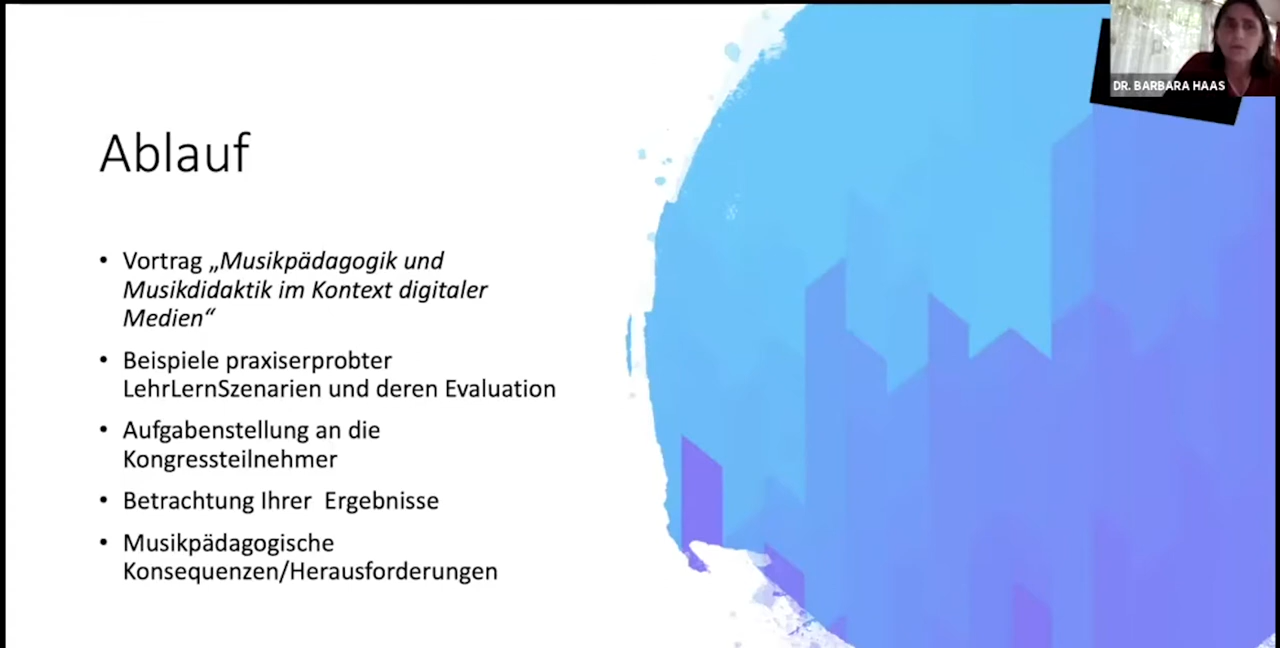 DR. BARBARA HAAS
Ablauf
• Vortrag „Musikpädagogik und
Musikdidaktik im Kontext digitaler
Medien“
• Beispiele praxiserprobter
LehrLernSzenarien und deren Evaluation
• Aufgabenstellung an die
Kongressteilnehmer
• Betrachtung Ihrer  Ergebnisse
• Musikpädagogische
Konsequenzen/Herausforderungen